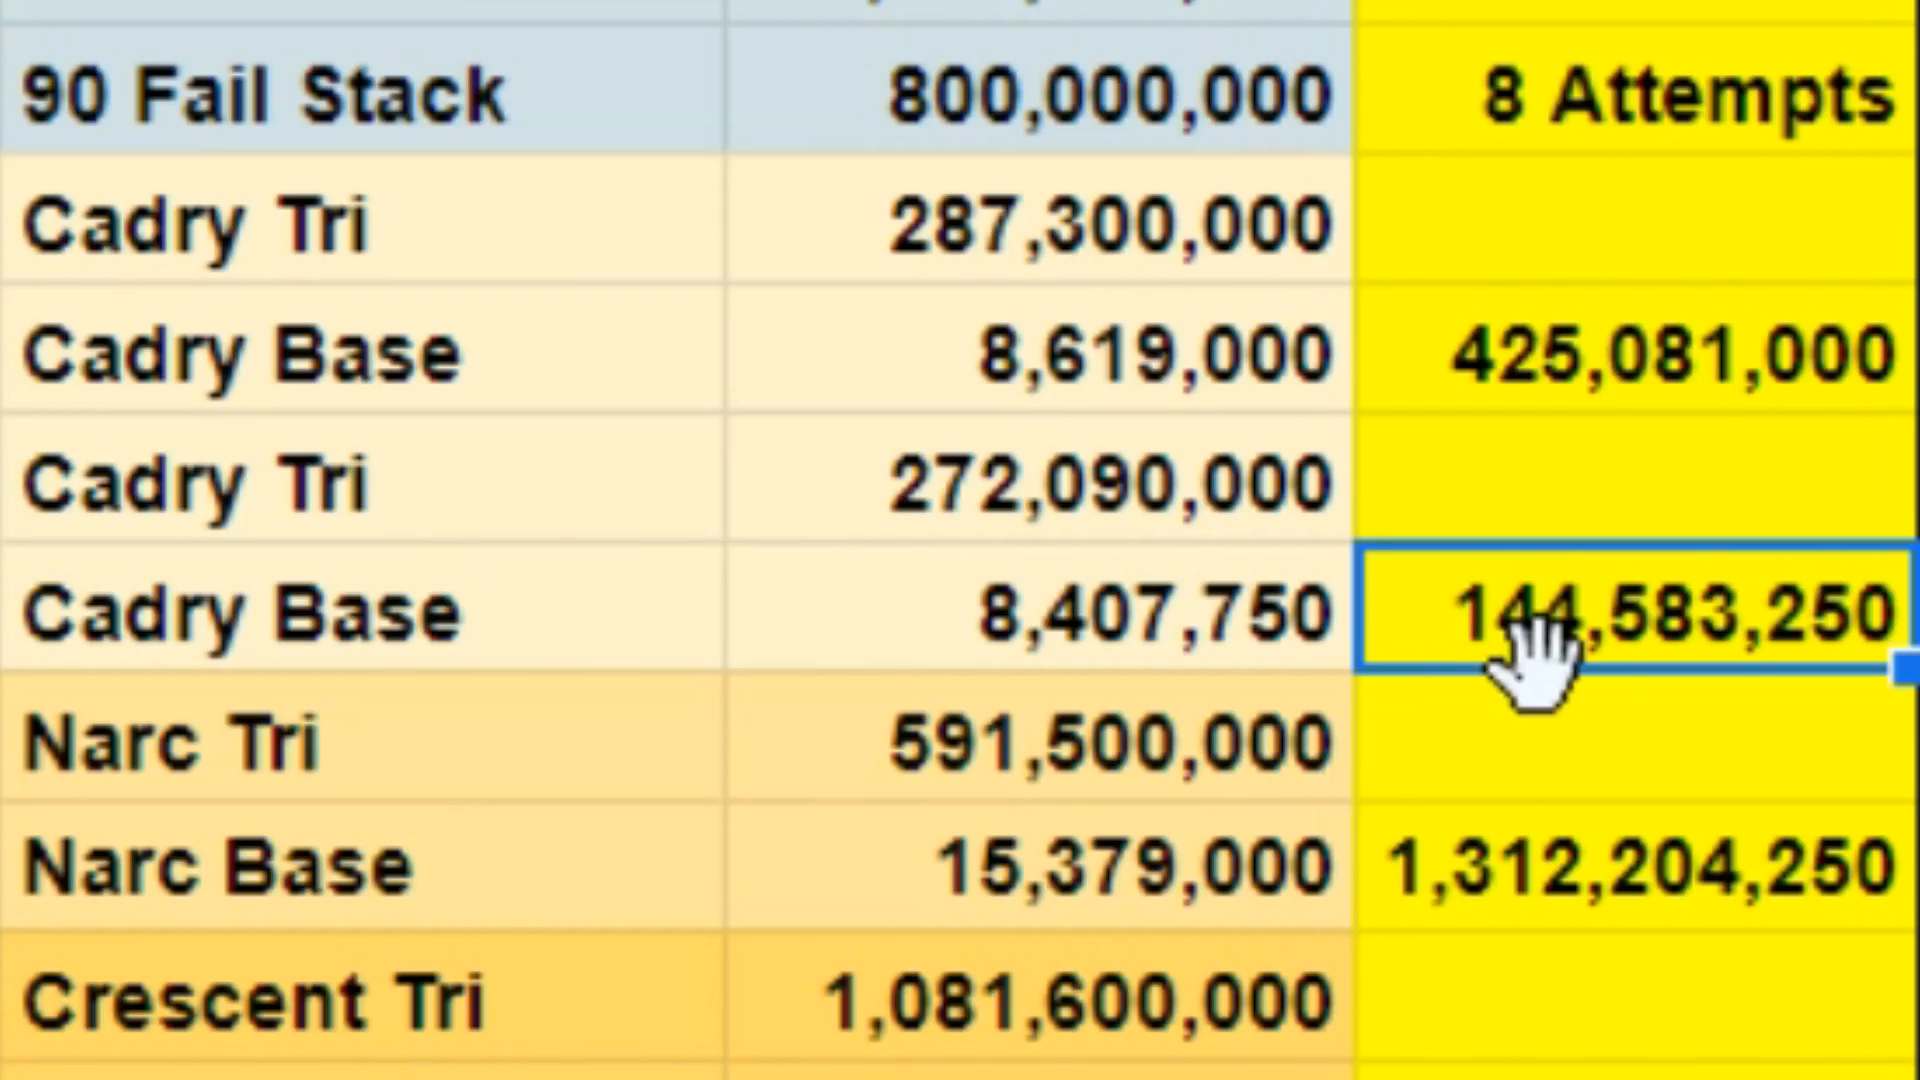 90 Fail Stack 800,000,000 8 Attempts
Cadry Tri 287,300,000
Cadry Base 8,619,000 425,081,000
Cadry Tri 272,090,000
Cadry Base 8,407,750 144,583,250
Narc Tri 591,500,000
Narc Base 15,379,000 1,312,204,250
Crescent Tri 1,081,600,000